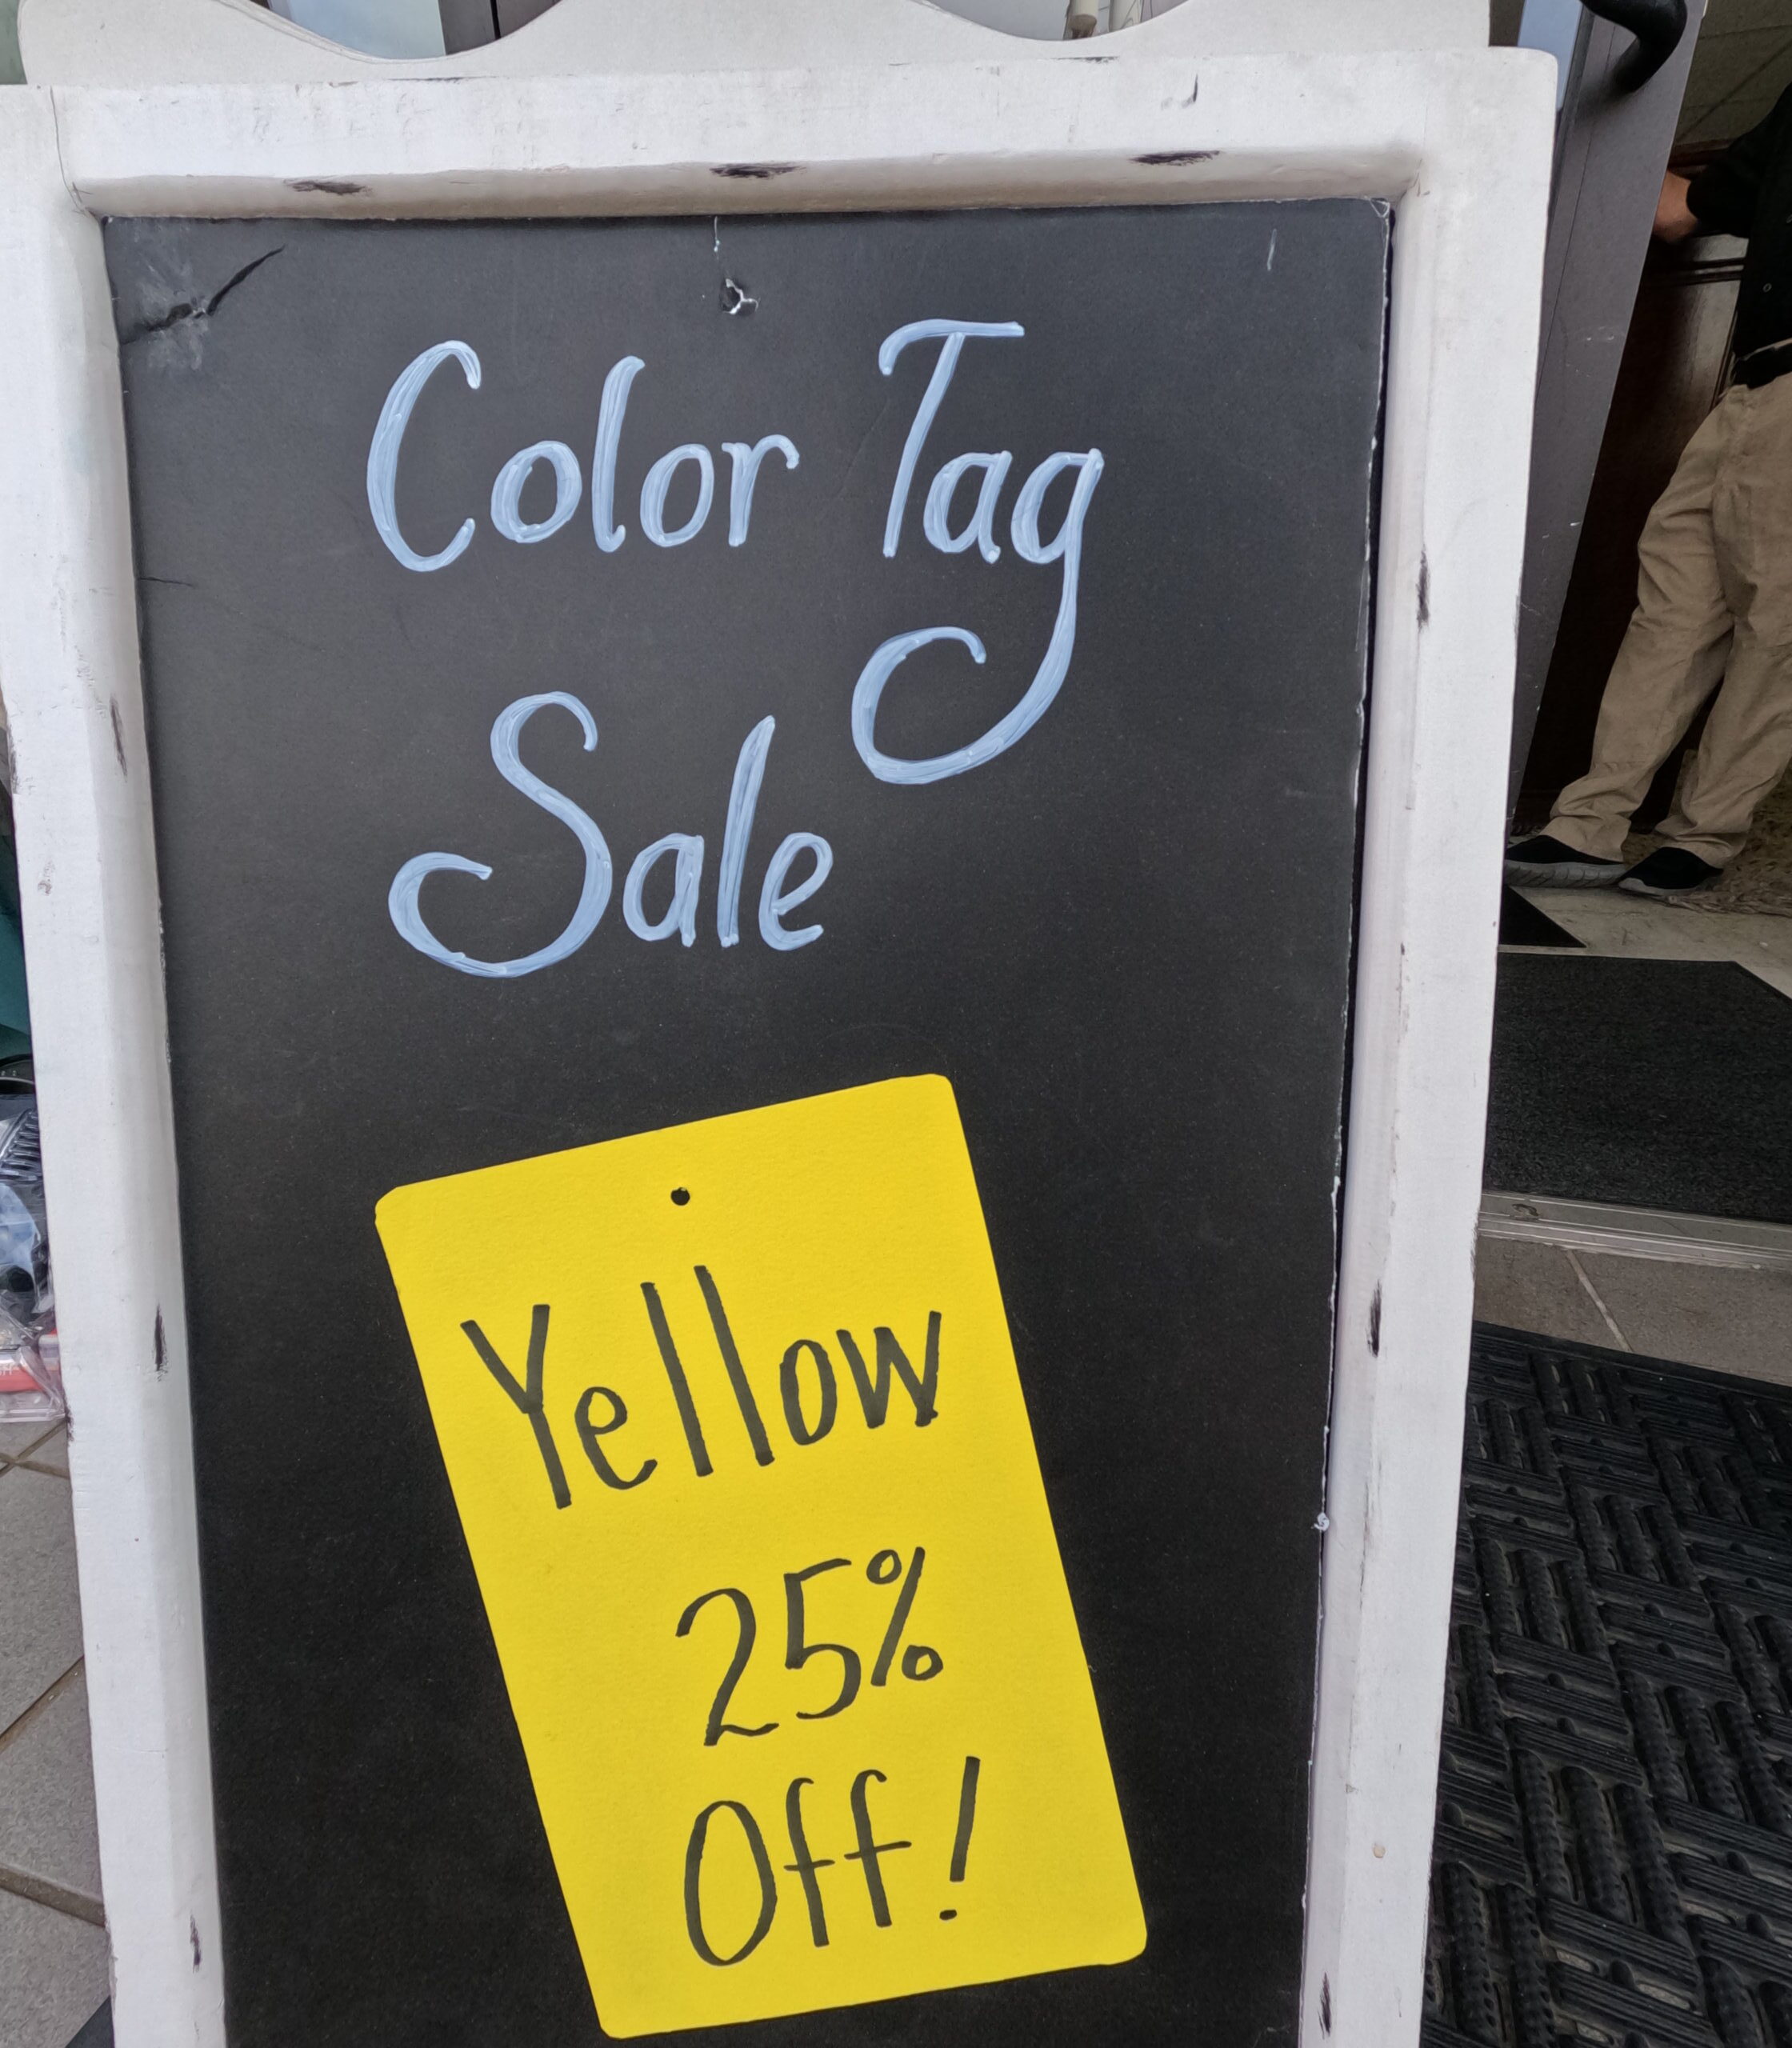 Color Tag
Sale
Yellow
25%
Off!